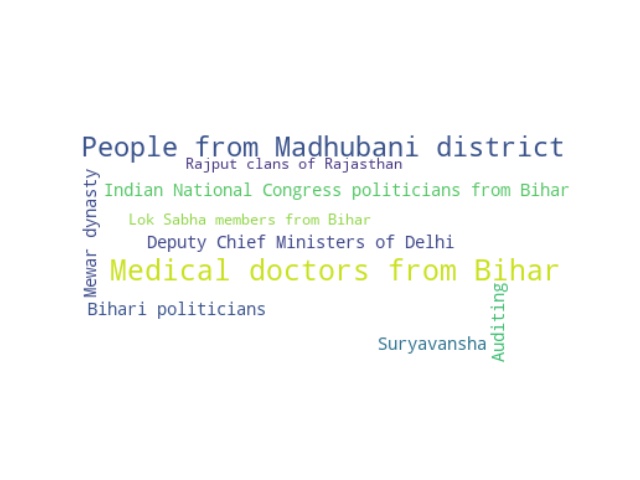 People from Madhubani district
Rajput clans of Rajasthan
Mewar dynasty
Indian National Congress politicians from Bihar
Lok Sabha members from Bihar
Deputy Chief Ministers of Delhi
Medical doctors from Bihar
Bihari politicians
Auditing
Suryavansha